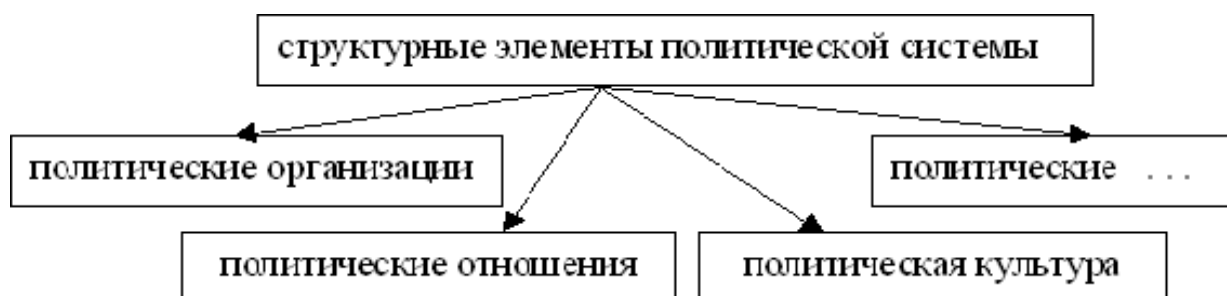 структурные элементы политической системы
политические организации
политические ...
политические отношения
политическая культура